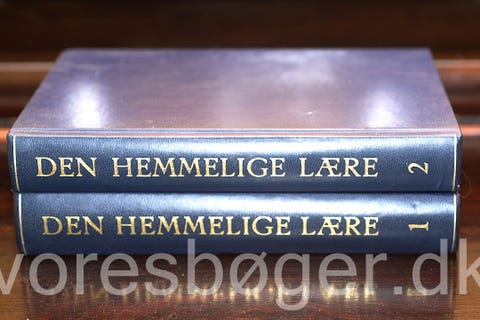 DEN HEMMELIGE LÆRE 2
DEN HEMMELIGE LÆRE 1
voresbøger.dk